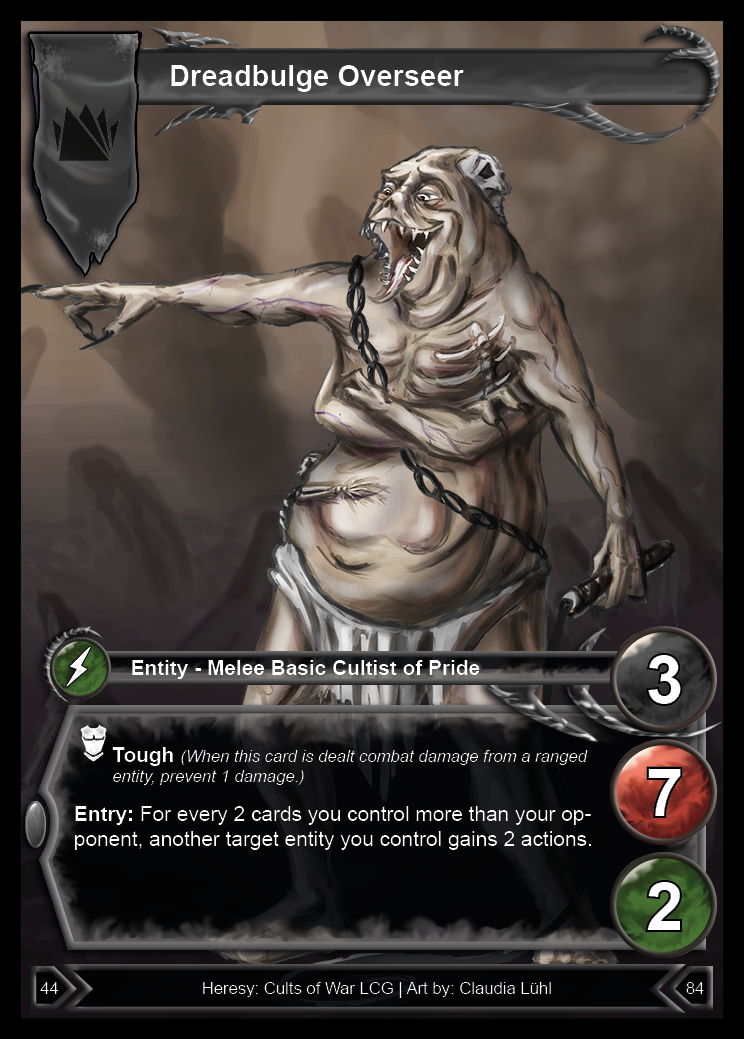 Dreadbulge Overseer
Entity - Melee Basic Cultist of Pride
3
Tough (When this card is dealt combat damage from a ranged
entity, prevent 1 damage.)
7
Entry: For every 2 cards you control more than your op-
ponent, another target entity you control gains 2 actions.
2
44 Heresy: Cults of War LCG | Art by: Claudia Lühl 84